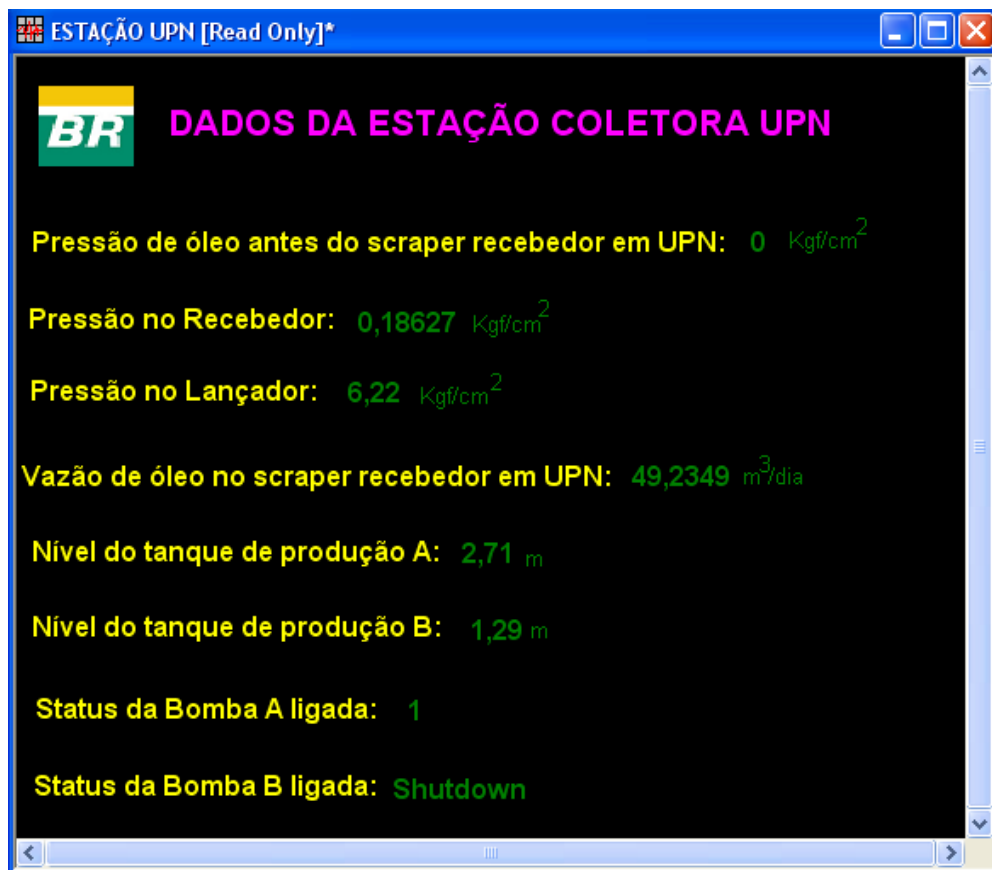 ESTAÇÃO UPN [Read Only]*
BR
DADOS DA ESTAÇÃO COLETORA UPN
Pressão de óleo antes do scraper recebedor em UPN: 0 Kgf/cm²
Pressão no Recebedor: 0,18627 Kgf/cm²
Pressão no Lançador: 6,22 Kgf/cm²
Vazão de óleo no scraper recebedor em UPN: 49,2349 m³/dia
Nível do tanque de produção A: 2,71 m
Nível do tanque de produção B: 1,29 m
Status da Bomba A ligada: 1
Status da Bomba B ligada: Shutdown